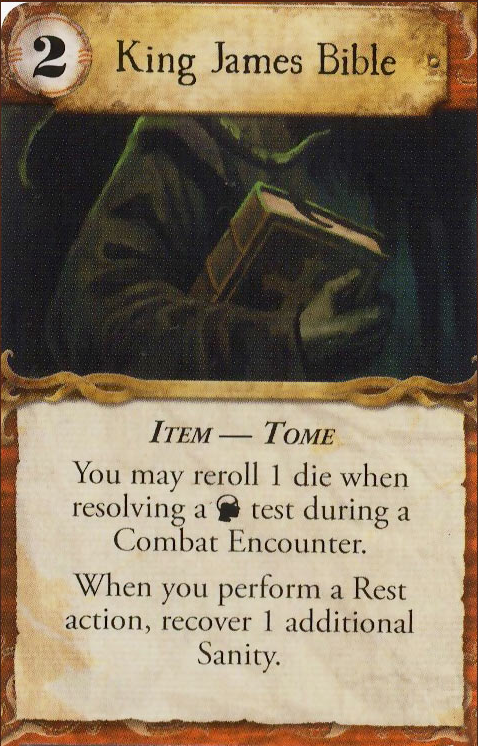 2
King James Bible
ITEM — TOME
You may reroll 1 die when
resolving a test during a
Combat Encounter.
When you perform a Rest
action, recover 1 additional
Sanity.